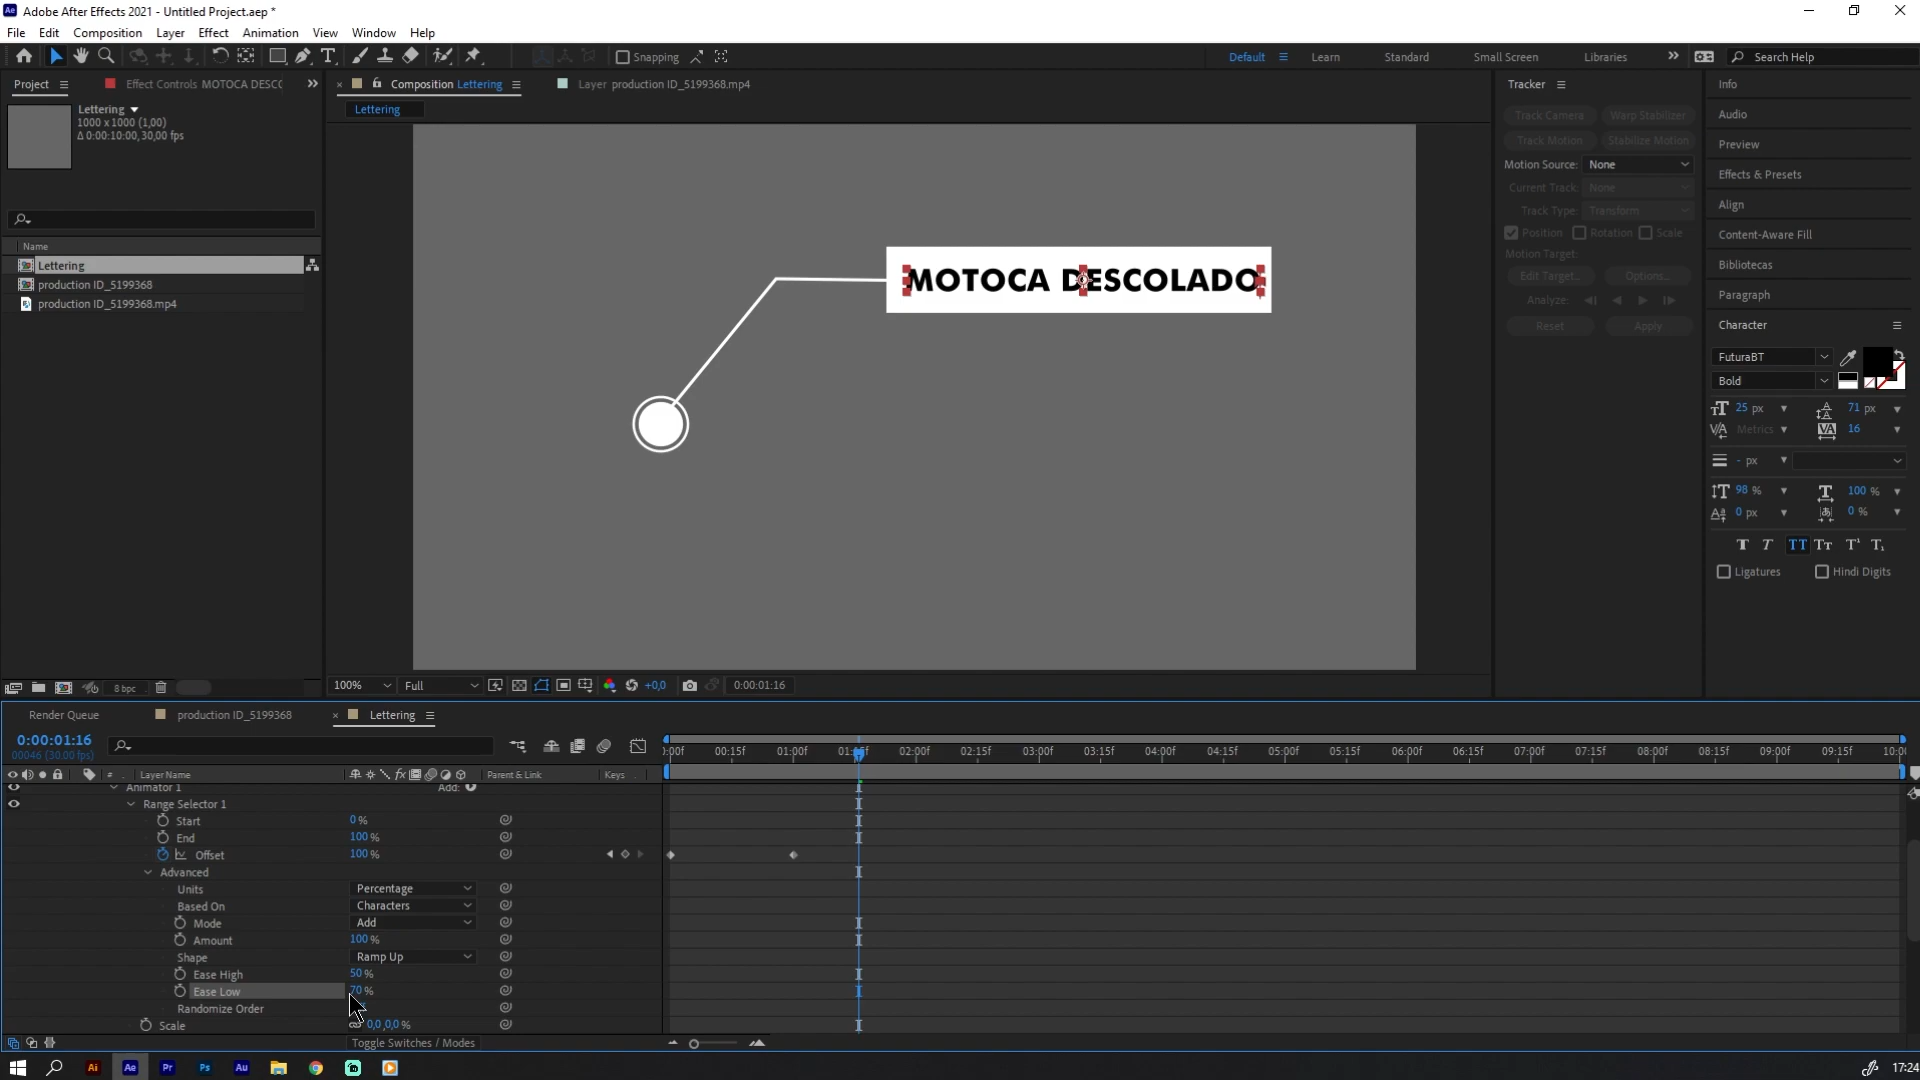 Adobe After Effects 2021 - Untitled Project.aep *
File Edit Composition Layer Effect Animation View Window Help
Snapping Default Learn Standard Small Screen Libraries Search Help
Project Effect Controls MOTOCA DESCO
Composition Lettering Layer production ID_5199368.mp4
Tracker
Info
Lettering
1000 x 1000 (1,00)
Δ 0:00:10:00, 30,00 fps
Lettering
Track Camera Warp Stabilizer
Track Motion Stabilize Motion
Motion Source: None
Current Track: None
Track Type: Transform
Position Rotation Scale
Motion Target:
Edit Target... Options...
Analyze:
Reset Apply
Audio
Preview
Effects & Presets
Align
Content-Aware Fill
Bibliotecas
Paragraph
Character
FuturaBT
Bold
25 px 71 px
Metrics 16
- px
98 % 100 %
0 px 0 %
Ligatures Hindi Digits
Name
Lettering
production ID_5199368
production ID_5199368.mp4
MOTOCA DESCOLADO
8 bpc
100% Full +0,0 0:00:01:16
Render Queue production ID_5199368 Lettering
0:00:01:16
00046 (30.00 fps)
:00f 00:15f 01:00f 02:00f 02:15f 03:00f 03:15f 04:00f 04:15f 05:00f 05:15f 06:00f 06:15f 07:00f 07:15f 08:00f 08:15f 09:00f 09:15f 10:0
# Layer Name Parent & Link Keys
Animator 1 Add:
Range Selector 1
Start 0 %
End 100 %
Offset 100 %
Advanced
Units Percentage
Based On Characters
Mode Add
Amount 100 %
Shape Ramp Up
Ease High 50 %
Ease Low 70 %
Randomize Order
Scale 0,0 ,0,0 %
Toggle Switches / Modes
Ai Ae Pr Ps Au
17:24